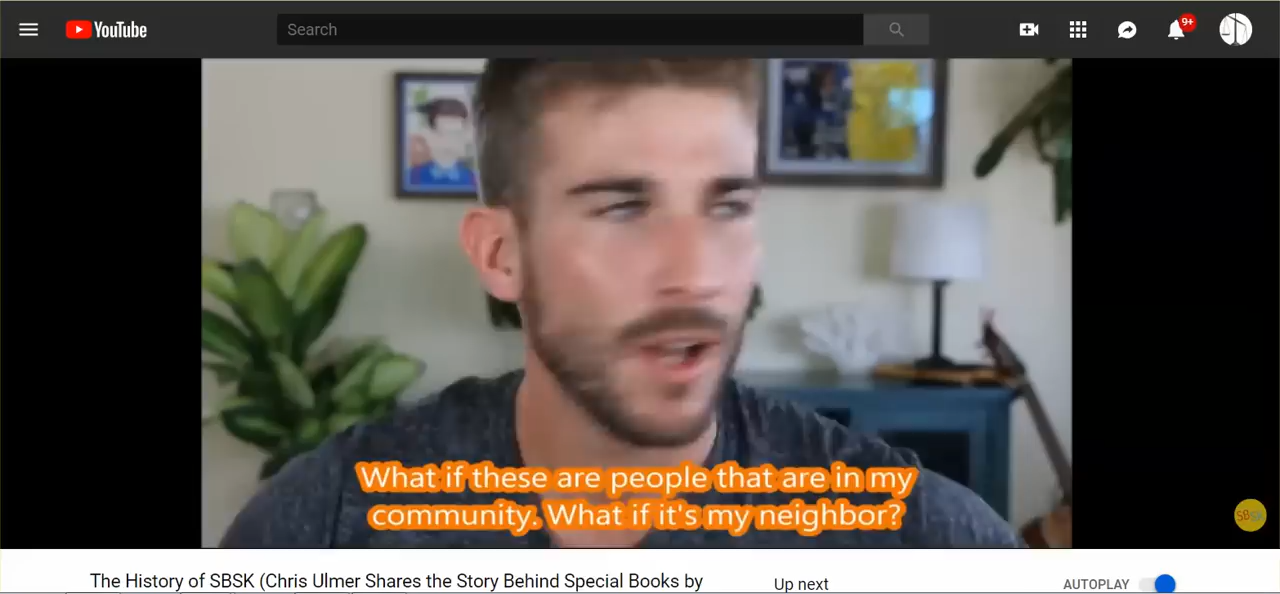 YouTube
Search
9+
What if these are people that are in my
community. What if it's my neighbor?
SBSK
The History of SBSK (Chris Ulmer Shares the Story Behind Special Books by
Up next
AUTOPLAY